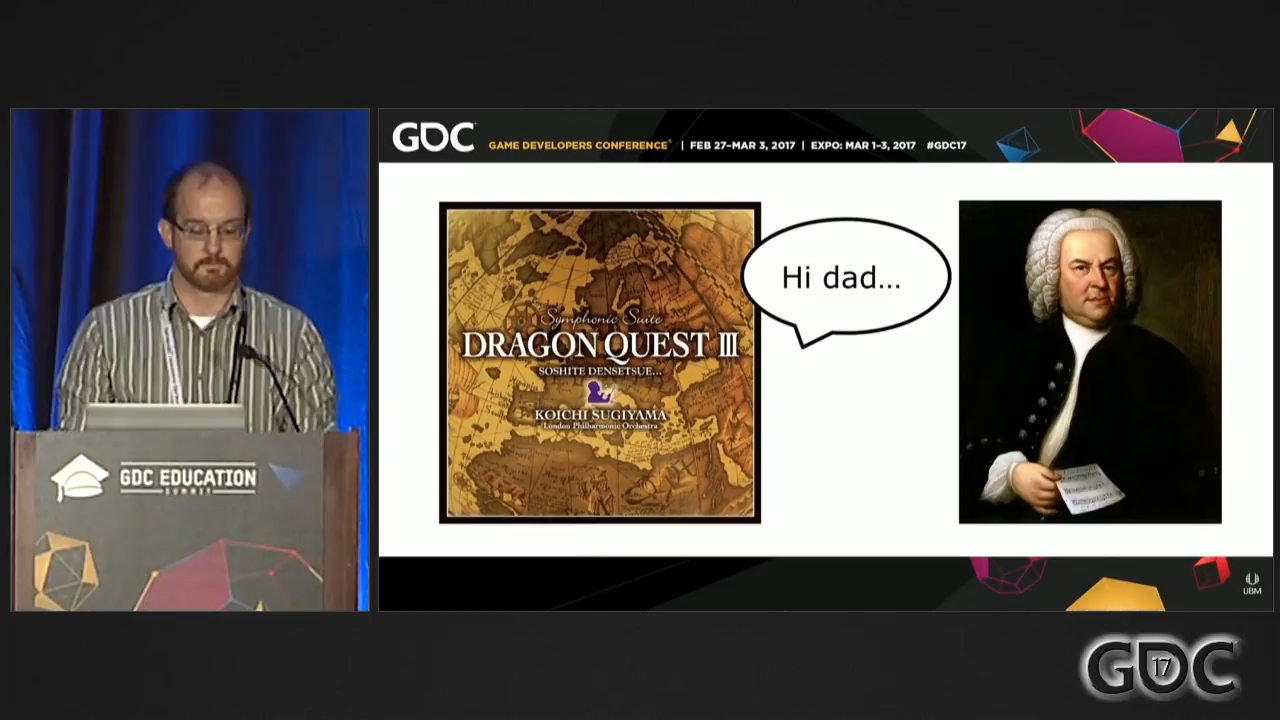 GDC
GAME DEVELOPERS CONFERENCE® | FEB 27–MAR 3, 2017 | EXPO: MAR 1–3, 2017 #GDC17
Hi dad...
Symphonic Suite
DRAGON QUEST III
SOSHITE DENSETSUE...
KOICHI SUGIYAMA
London Philharmonic Orchestra
GDC EDUCATION
SUMMIT
UBM
GDC
17